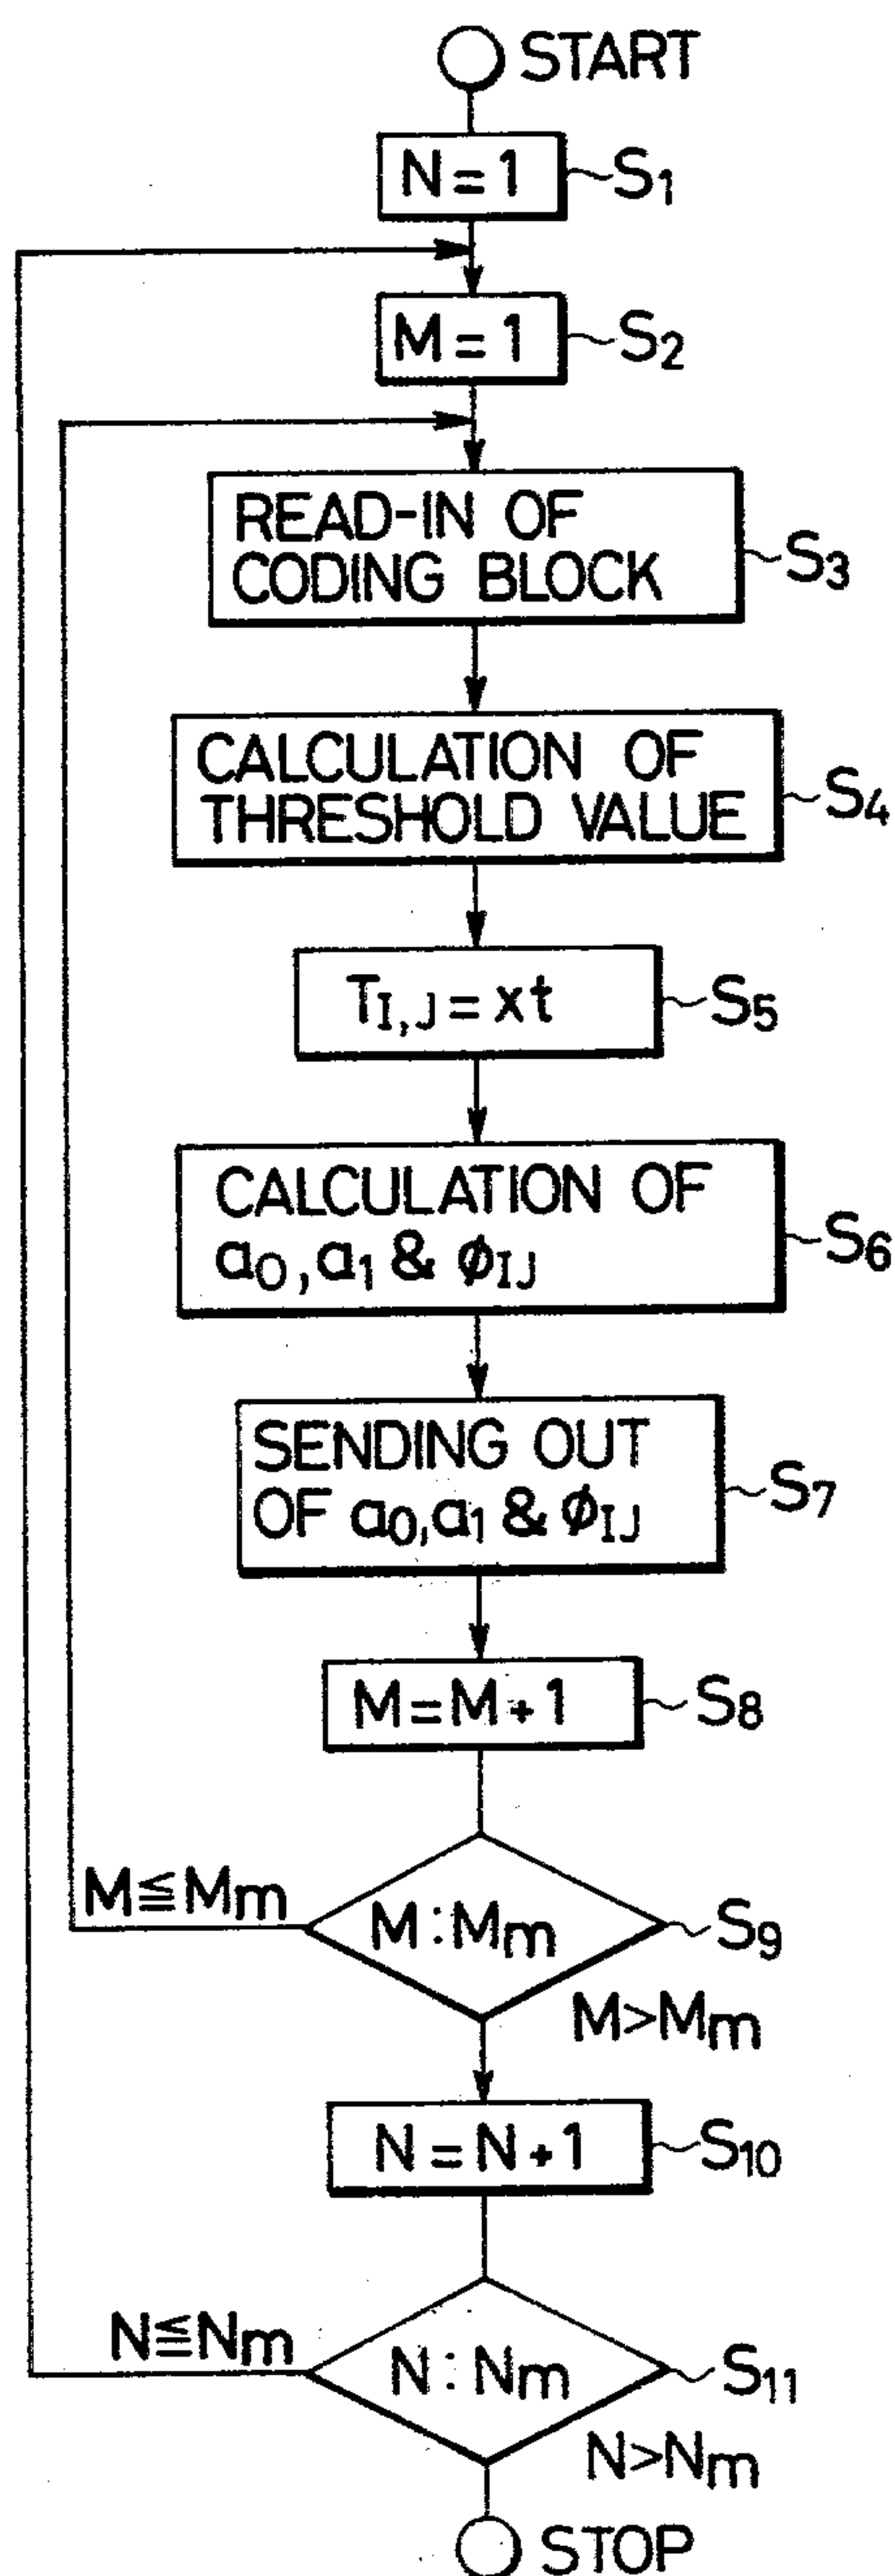 START
N = 1
S1
M = 1
S2
READ-IN OF
CODING BLOCK
S3
CALCULATION OF
THRESHOLD VALUE
S4
TI,J = xt
S5
CALCULATION OF
a0, a1 & ϕIJ
S6
SENDING OUT
OF a0, a1 & ϕIJ
S7
M = M + 1
S8
M ≦ Mm
M : Mm
S9
M > Mm
N = N + 1
S10
N ≦ Nm
N : Nm
S11
N > Nm
STOP